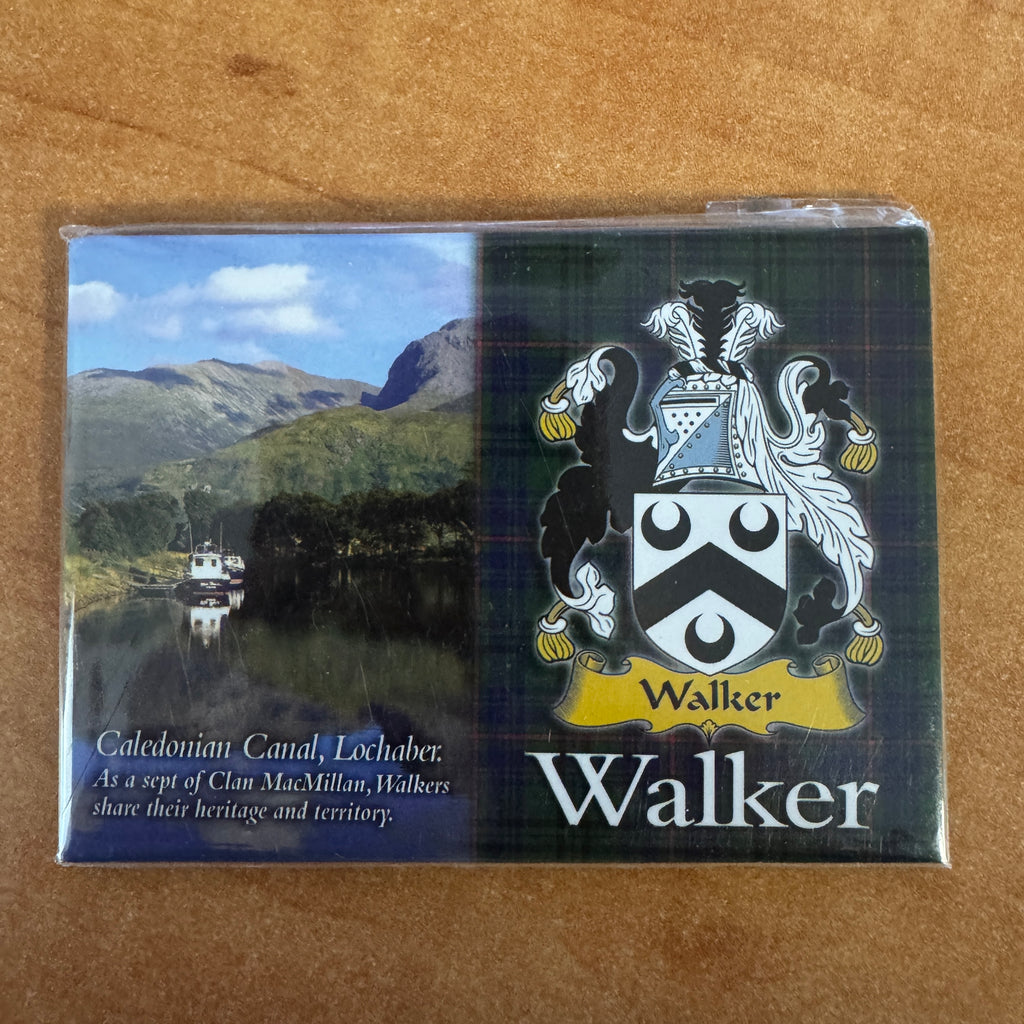 Caledonian Canal, Lochaber.
As a sept of Clan MacMillan, Walkers
share their heritage and territory.
Walker
Walker